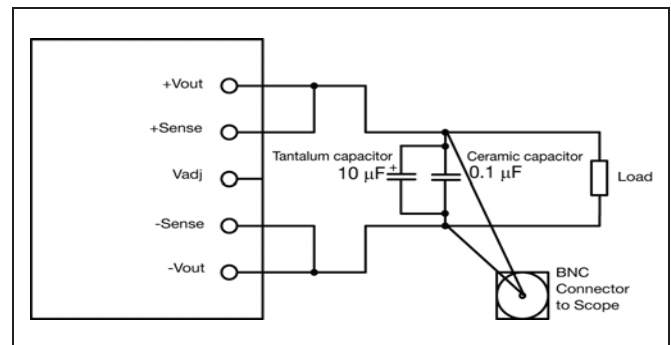 +Vout
+Sense
Vadj
-Sense
-Vout
Tantalum capacitor
10 µF
+
Ceramic capacitor
0.1 µF
Load
BNC
Connector
to Scope